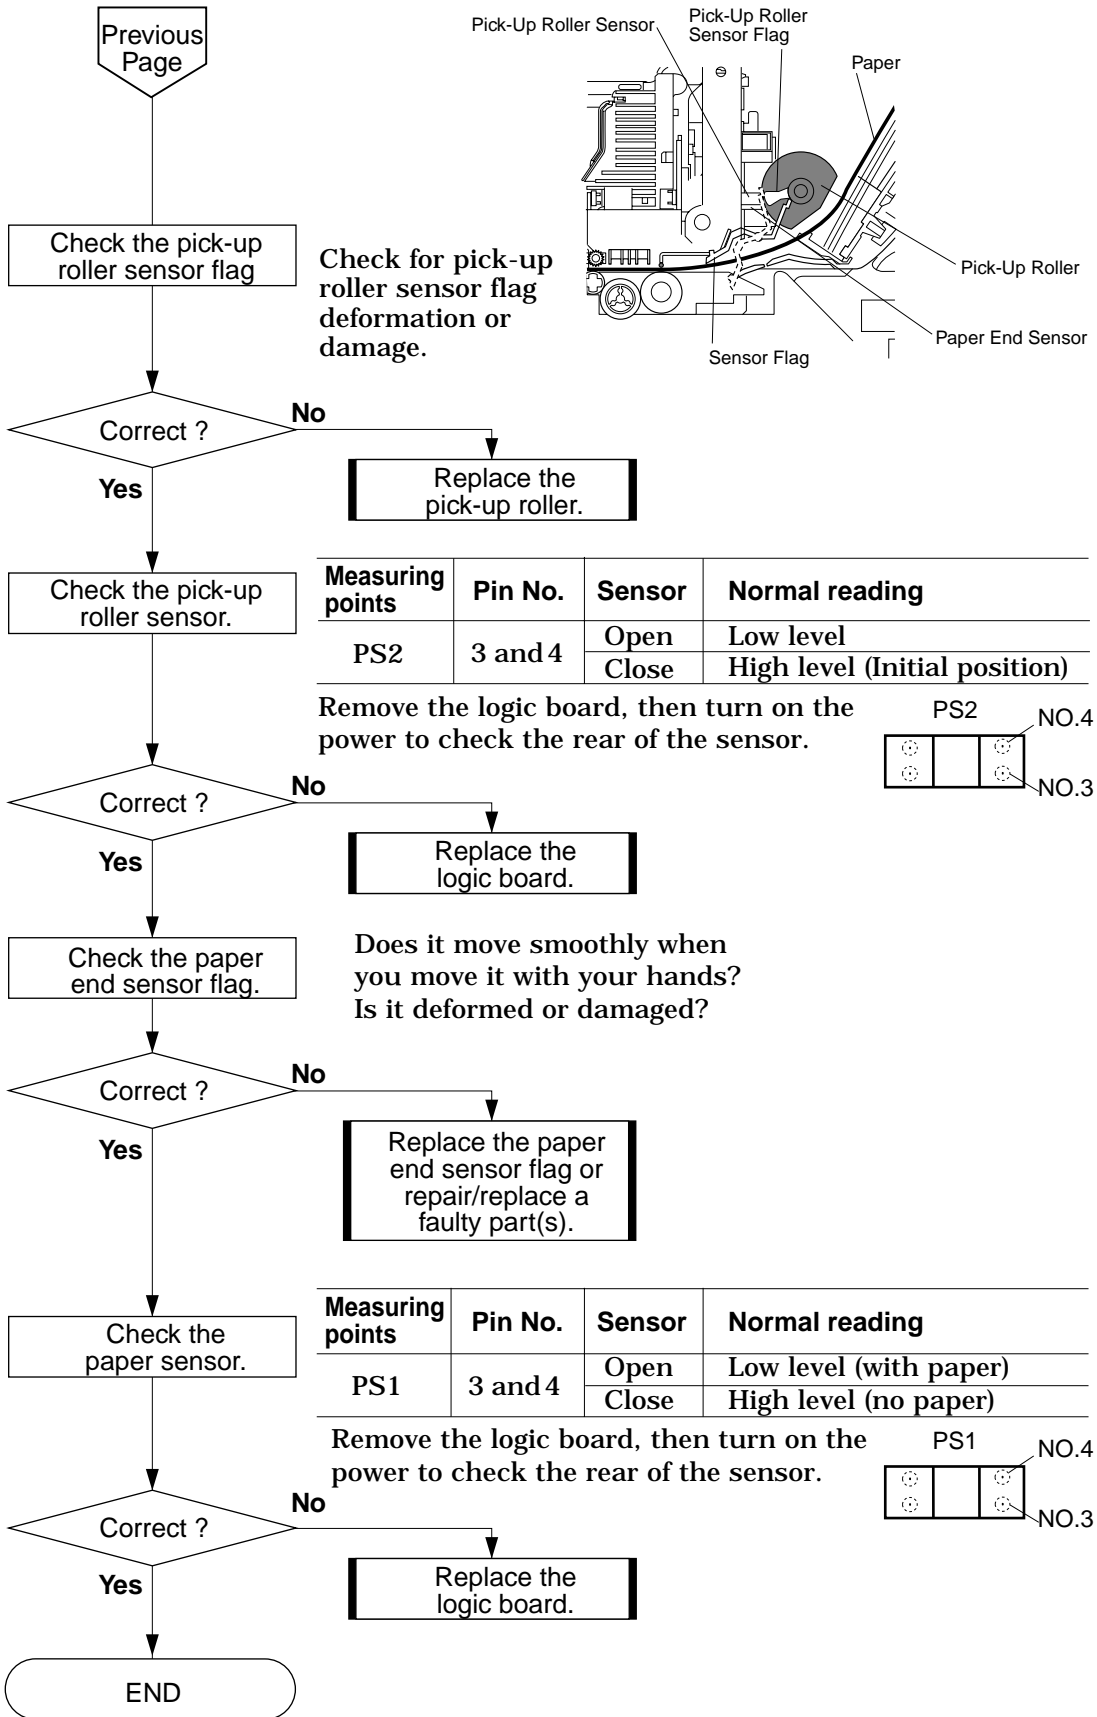 Previous
Page
Pick-Up Roller Sensor
Pick-Up Roller
Sensor Flag
Paper
Pick-Up Roller
Paper End Sensor
Sensor Flag
Check the pick-up
roller sensor flag
Check for pick-up
roller sensor flag
deformation or
damage.
Correct ?
No
Yes
Replace the
pick-up roller.
Check the pick-up
roller sensor.
Measuring
points
Pin No.
Sensor
Normal reading
PS2
3 and 4
Open
Low level
Close
High level (Initial position)
Remove the logic board, then turn on the
power to check the rear of the sensor.
PS2
NO.4
NO.3
Correct ?
No
Yes
Replace the
logic board.
Check the paper
end sensor flag.
Does it move smoothly when
you move it with your hands?
Is it deformed or damaged?
Correct ?
No
Yes
Replace the paper
end sensor flag or
repair/replace a
faulty part(s).
Check the
paper sensor.
Measuring
points
Pin No.
Sensor
Normal reading
PS1
3 and 4
Open
Low level (with paper)
Close
High level (no paper)
Remove the logic board, then turn on the
power to check the rear of the sensor.
PS1
NO.4
NO.3
Correct ?
No
Yes
Replace the
logic board.
END